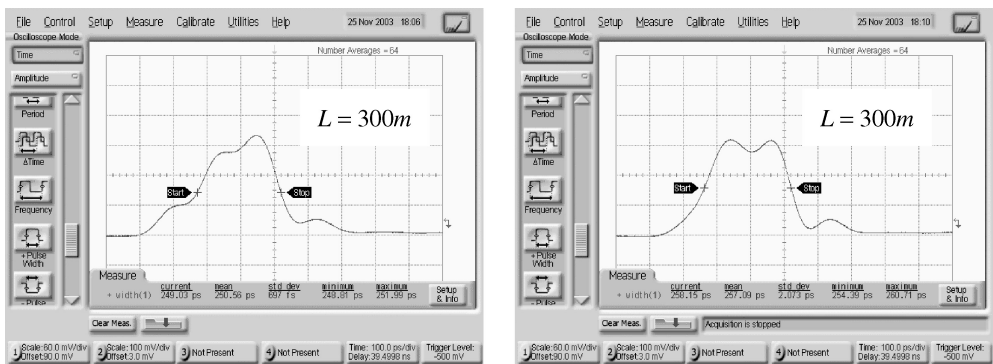 File Control Setup Measure Calibrate Utilities Help 25 Nov 2003 18:06
Oscilloscope Mode
Time
Number Averages = 64
Amplitude
L = 300m
Period
ΔTime
Start
Stop
Frequency
+ Pulse
Width
Measure
current mean std dev minimum maximum
+ width(1) 249.03 ps 250.56 ps 697 fs 248.81 ps 251.99 ps
Setup
& Info
- Pulse
Clear Meas.
1 Scale:60.0 mV/div
Offset:90.0 mV
2 Scale:100 mV/div
Offset:3.0 mV
3 Not Present
4 Not Present
Time: 100.0 ps/div
Delay:39.4998 ns
Trigger Level:
-500 mV
File Control Setup Measure Calibrate Utilities Help 25 Nov 2003 18:10
Oscilloscope Mode
Time
Number Averages = 64
Amplitude
L = 300m
Period
ΔTime
Start
Stop
Frequency
+ Pulse
Width
Measure
current mean std dev minimum maximum
+ width(1) 258.15 ps 257.09 ps 2.073 ps 254.39 ps 260.71 ps
Setup
& Info
- Pulse
Clear Meas.
Acquisition is stopped
1 Scale:60.0 mV/div
Offset:90.0 mV
2 Scale:100 mV/div
Offset:3.0 mV
3 Not Present
4 Not Present
Time: 100.0 ps/div
Delay:39.4998 ns
Trigger Level:
-500 mV